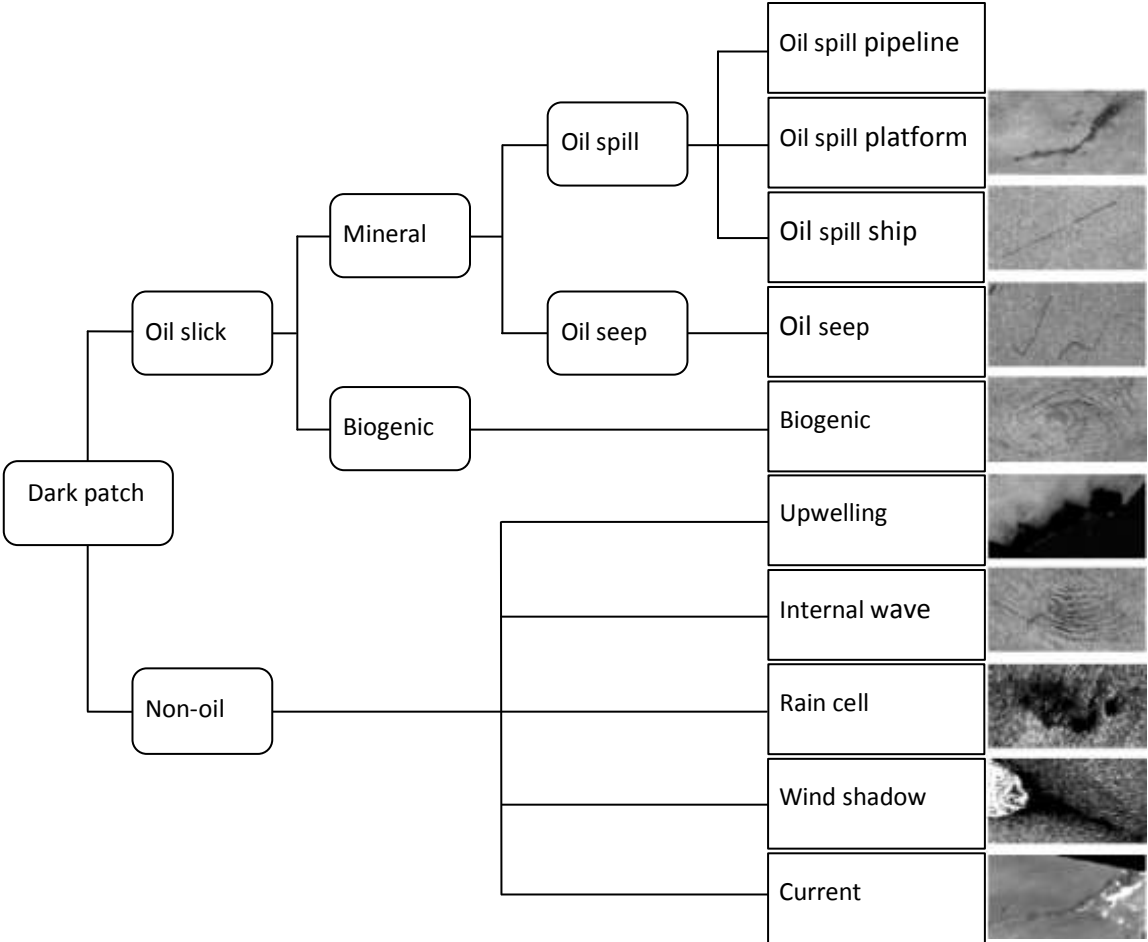 Oil spill pipeline
Oil spill
Oil spill platform
Mineral
Oil spill ship
Oil slick
Oil seep
Oil seep
Biogenic
Biogenic
Dark patch
Upwelling
Internal wave
Non-oil
Rain cell
Wind shadow
Current